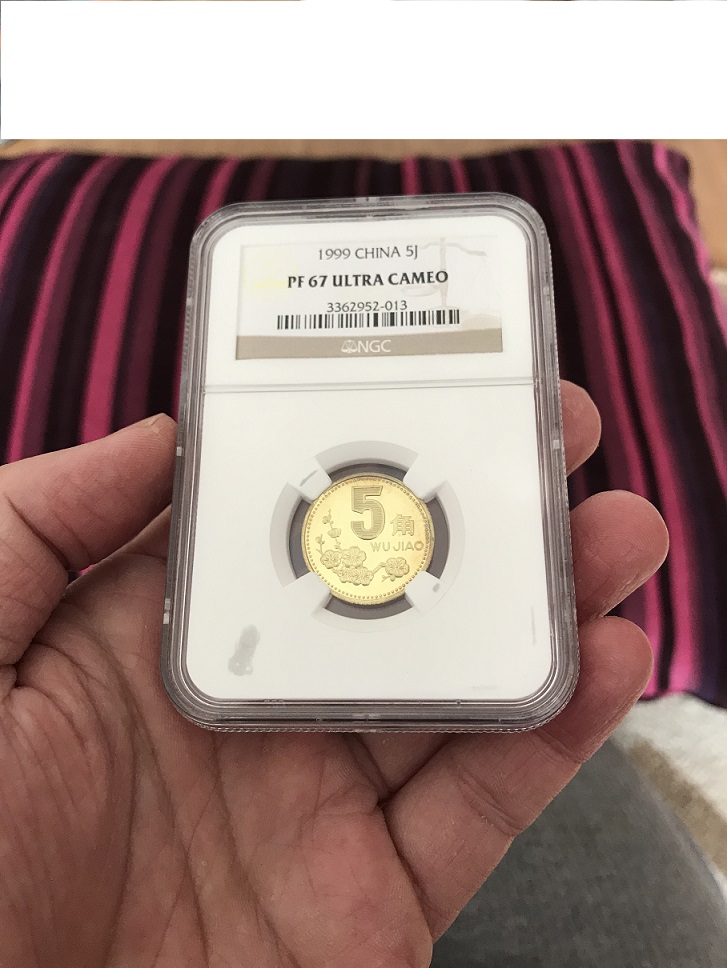 1999 CHINA 5J
PF 67 ULTRA CAMEO
3362952-013
NGC
5角
WU JIAO